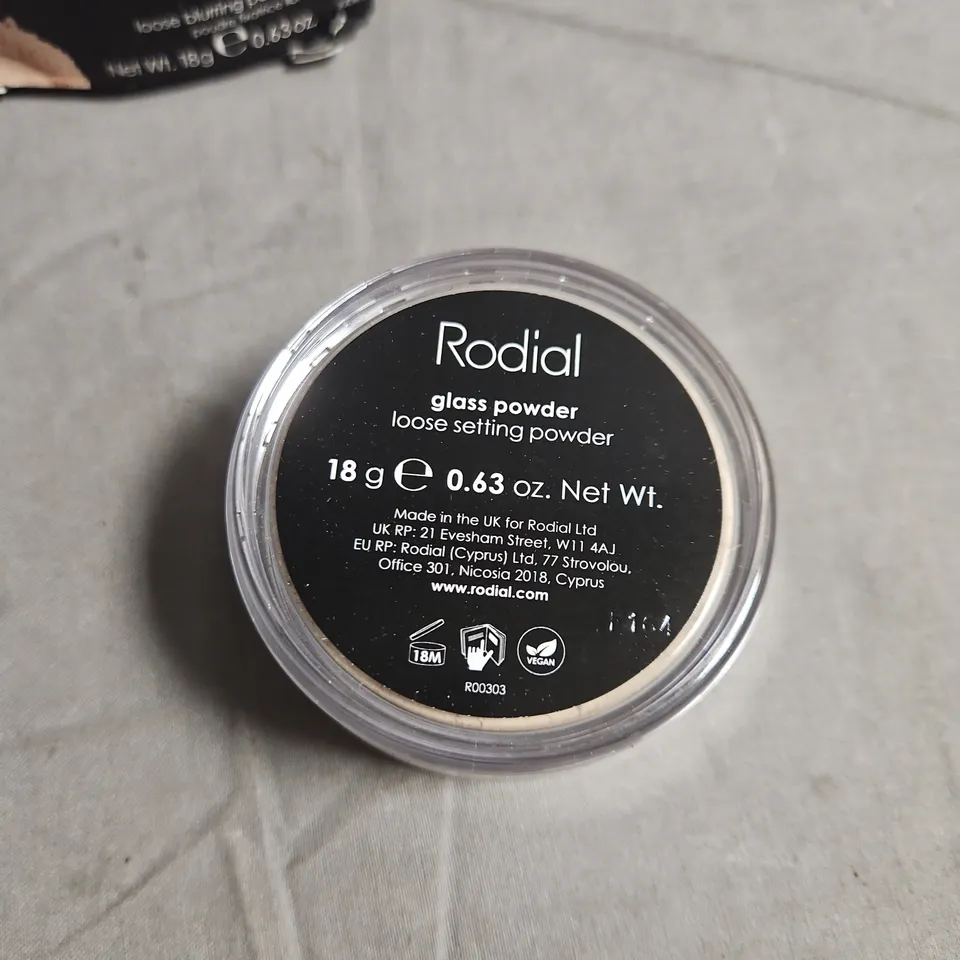 loose blurring
Net Wt. 18g e 0.63 oz.
Rodial
glass powder
loose setting powder
18 g e 0.63 oz. Net Wt.
Made in the UK for Rodial Ltd
UK RP: 21 Evesham Street, W11 4AJ
EU RP: Rodial (Cyprus) Ltd, 77 Strovolou,
Office 301, Nicosia 2018, Cyprus
www.rodial.com
18M
VEGAN
R00303